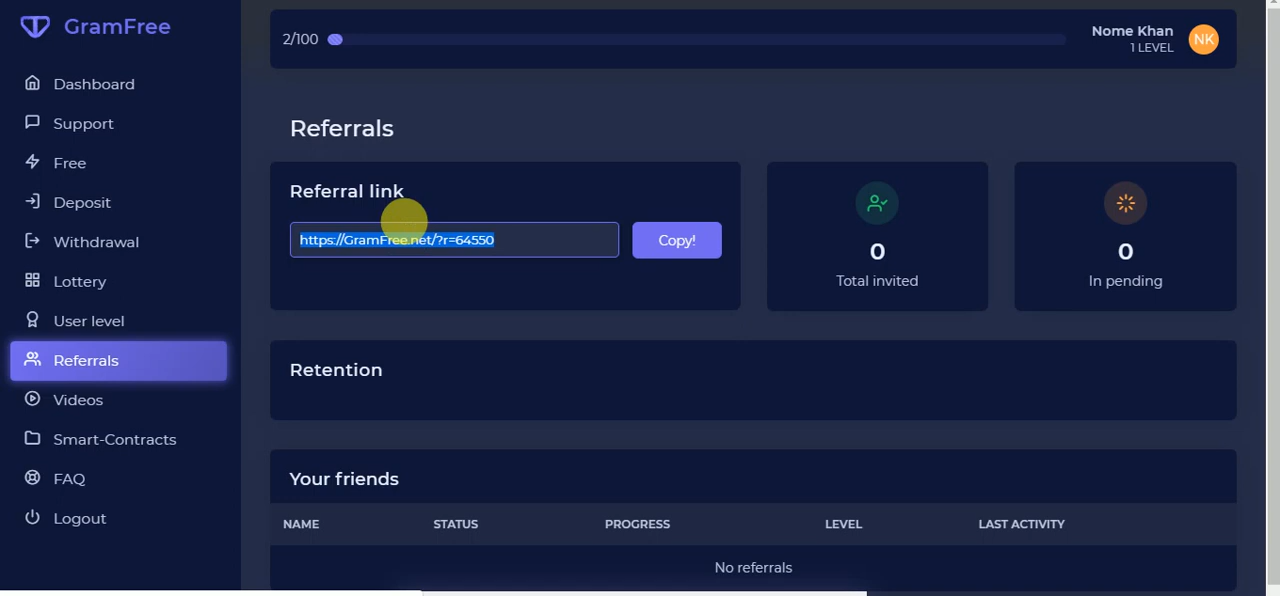 GramFree
Dashboard
Support
Free
Deposit
Withdrawal
Lottery
User level
Referrals
Videos
Smart-Contracts
FAQ
Logout
2/100
Nome Khan
1 LEVEL
NK
Referrals
Referral link
https://GramFree.net/?r=64550
Copy!
0
Total invited
0
In pending
Retention
Your friends
NAME STATUS PROGRESS LEVEL LAST ACTIVITY
No referrals